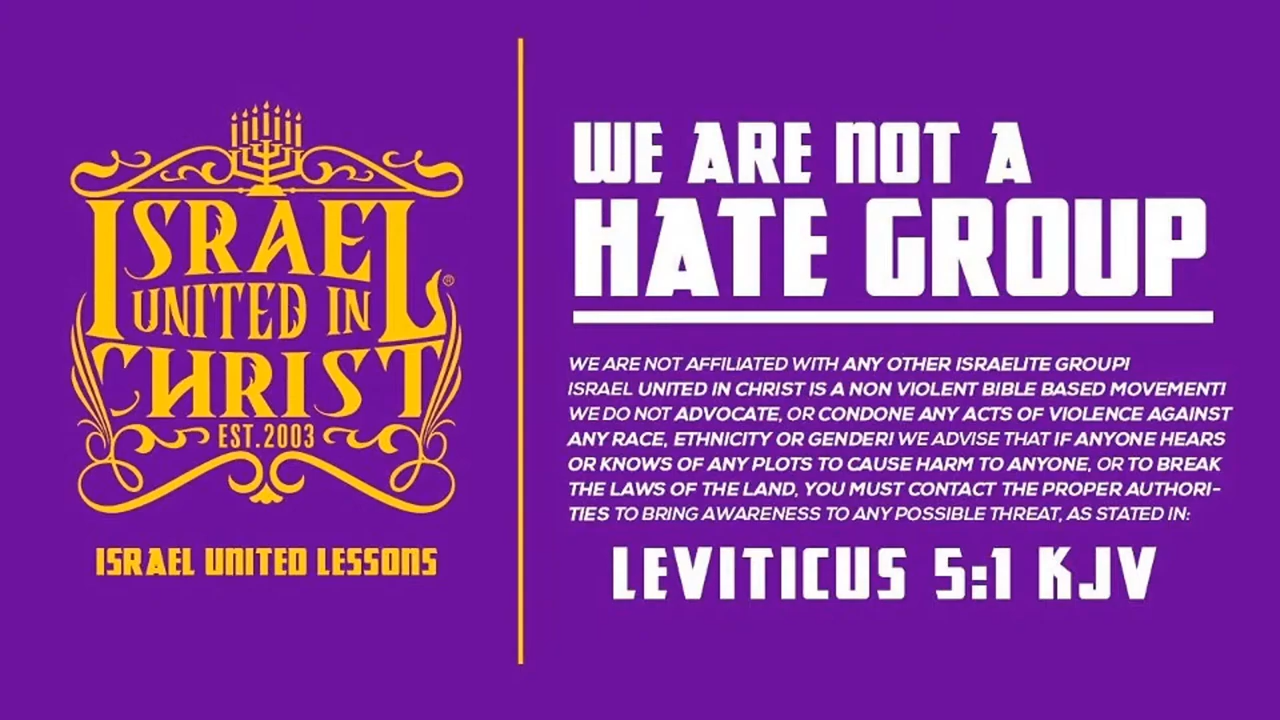 ISRAEL
UNITED IN
CHRIST
EST. 2003
®
ISRAEL UNITED LESSONS
WE ARE NOT A
HATE GROUP
WE ARE NOT AFFILIATED WITH ANY OTHER ISRAELITE GROUP!
ISRAEL UNITED IN CHRIST IS A NON VIOLENT BIBLE BASED MOVEMENT!
WE DO NOT ADVOCATE, OR CONDONE ANY ACTS OF VIOLENCE AGAINST
ANY RACE, ETHNICITY OR GENDER! WE ADVISE THAT IF ANYONE HEARS
OR KNOWS OF ANY PLOTS TO CAUSE HARM TO ANYONE, OR TO BREAK
THE LAWS OF THE LAND, YOU MUST CONTACT THE PROPER AUTHORI-
TIES TO BRING AWARENESS TO ANY POSSIBLE THREAT, AS STATED IN:
LEVITICUS 5:1 KJV